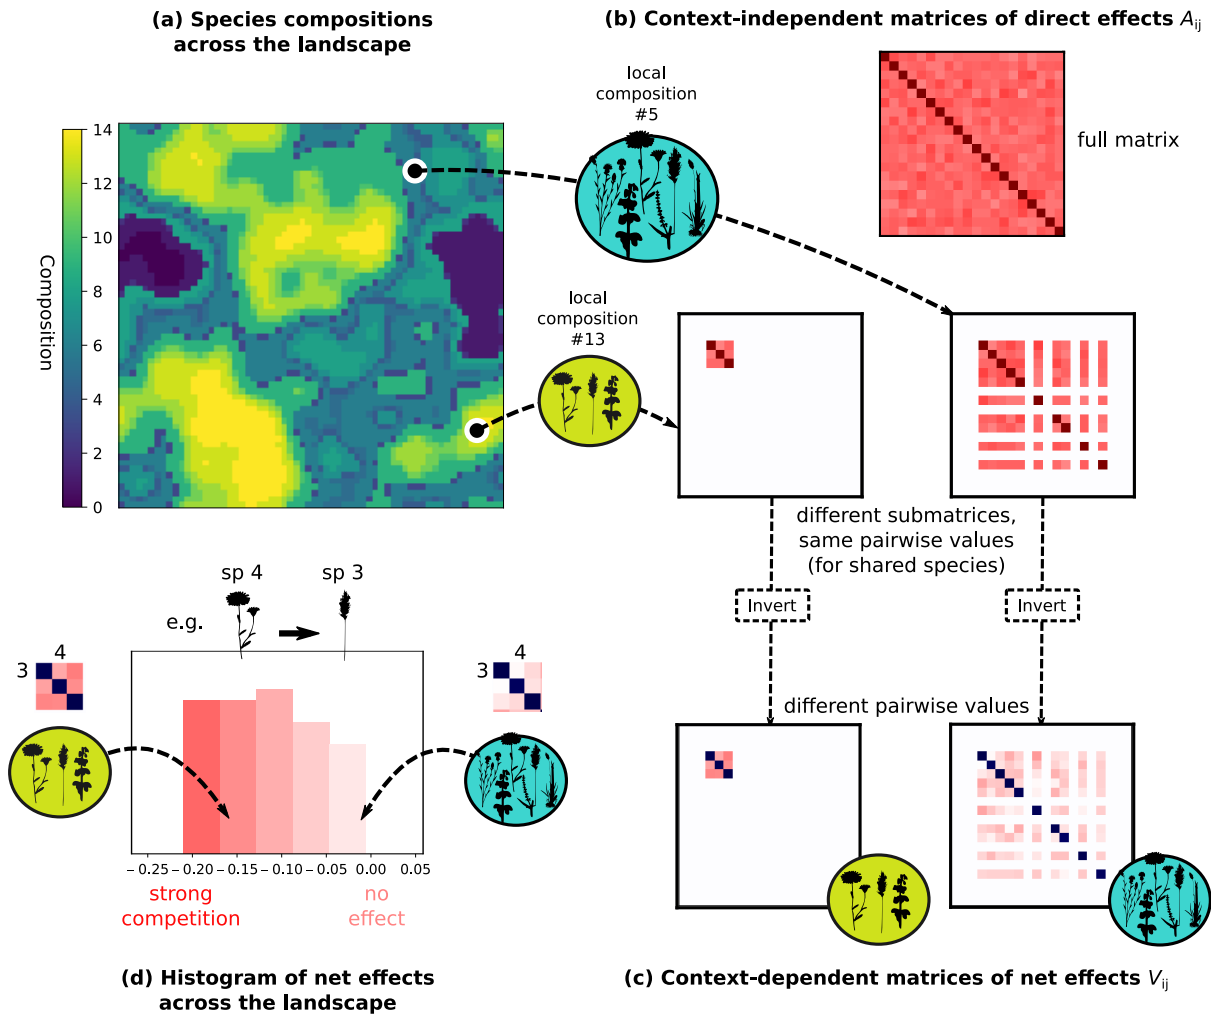 (a) Species compositions
across the landscape
(b) Context-independent matrices of direct effects Aij
local
composition
#5
full matrix
14
12
10
8
6
4
2
0
Composition
local
composition
#13
different submatrices,
same pairwise values
(for shared species)
Invert
Invert
different pairwise values
sp 4
sp 3
e.g.
4
3
4
3
−0.25
−0.20
−0.15
−0.10
−0.05
0.00
0.05
strong
competition
no
effect
(d) Histogram of net effects
across the landscape
(c) Context-dependent matrices of net effects Vij